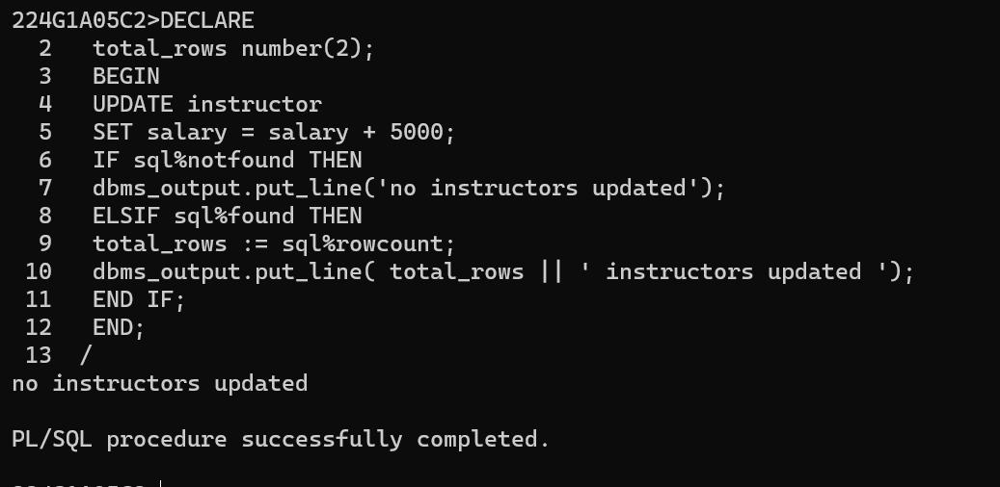 224G1A05C2>DECLARE
  2   total_rows number(2);
  3   BEGIN
  4   UPDATE instructor
  5   SET salary = salary + 5000;
  6   IF sql%notfound THEN
  7   dbms_output.put_line('no instructors updated');
  8   ELSIF sql%found THEN
  9   total_rows := sql%rowcount;
 10   dbms_output.put_line( total_rows || ' instructors updated ');
 11   END IF;
 12   END;
 13  /
no instructors updated
PL/SQL procedure successfully completed.